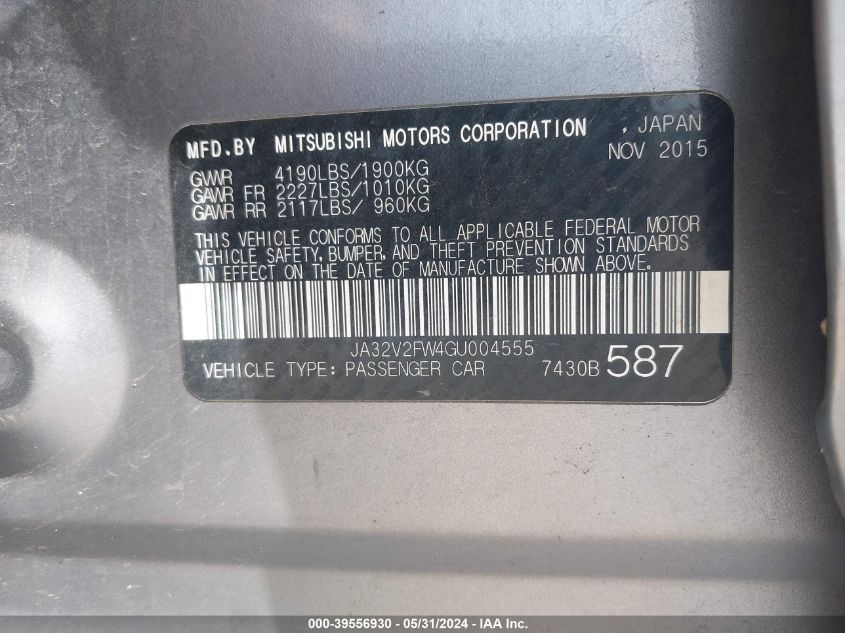 MFD.BY MITSUBISHI MOTORS CORPORATION , JAPAN
NOV 2015
GVWR 4190LBS/1900KG
GAWR FR 2227LBS/1010KG
GAWR RR 2117LBS/ 960KG
THIS VEHICLE CONFORMS TO ALL APPLICABLE FEDERAL MOTOR
VEHICLE SAFETY, BUMPER, AND THEFT PREVENTION STANDARDS
IN EFFECT ON THE DATE OF MANUFACTURE SHOWN ABOVE.
JA32V2FW4GU004555
VEHICLE TYPE: PASSENGER CAR 7430B 587
000-39556930 - 05/31/2024 - IAA Inc.